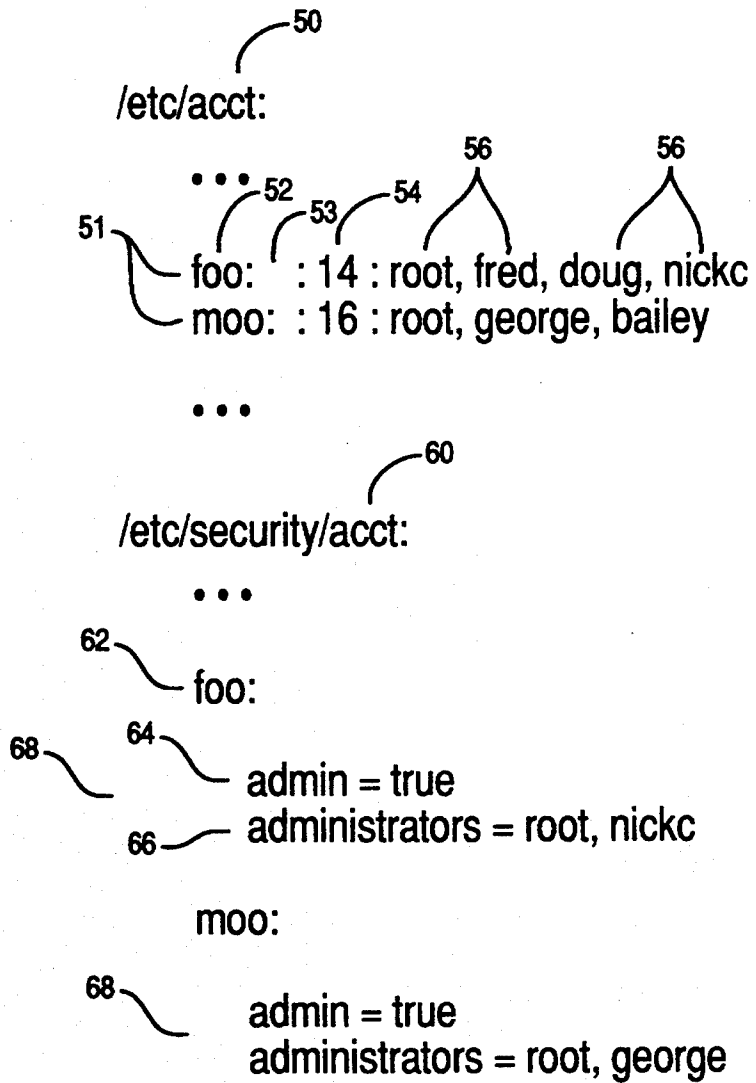 50
/etc/acct:
56 56
• • •
52 53 54
51
foo: : 14 : root, fred, doug, nickc
moo: : 16 : root, george, bailey
• • •
60
/etc/security/acct:
• • •
62
foo:
64
68
admin = true
66 administrators = root, nickc
moo:
68
admin = true
administrators = root, george